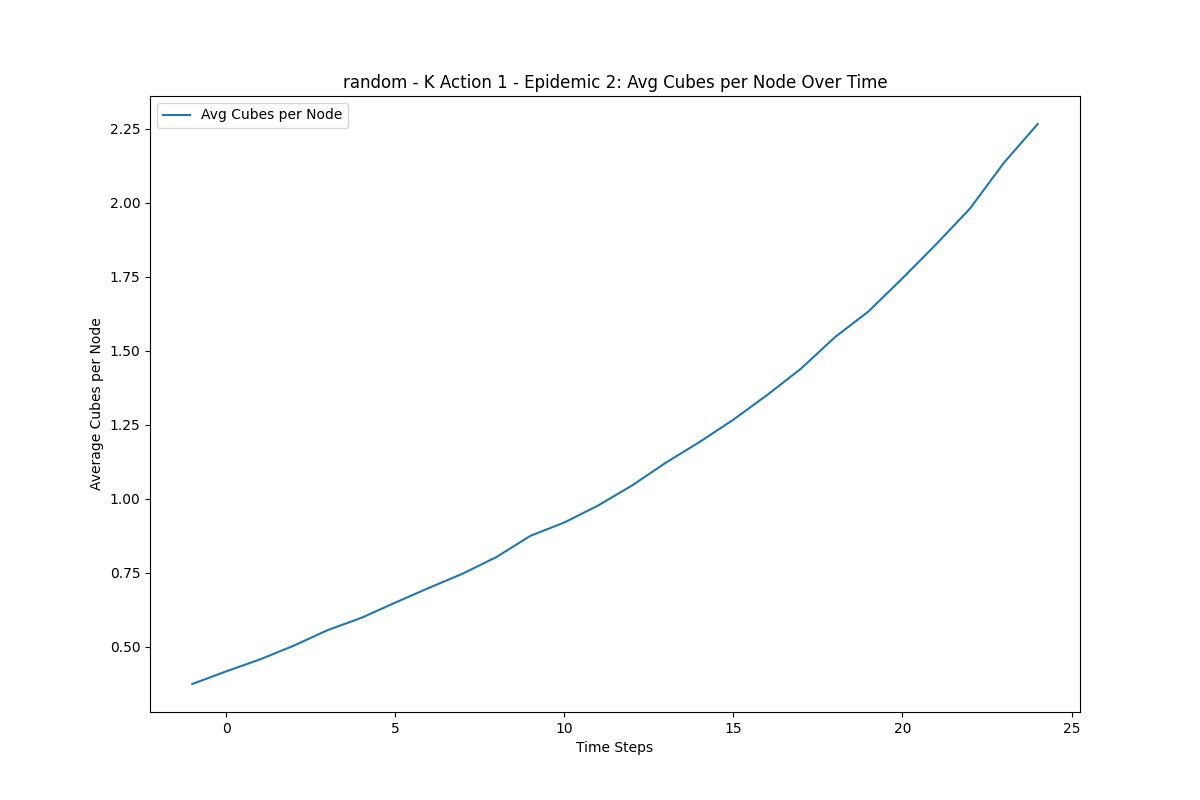 random - K Action 1 - Epidemic 2: Avg Cubes per Node Over Time
Avg Cubes per Node
2.25
2.00
1.75
1.50
1.25
1.00
0.75
0.50
Average Cubes per Node
0 5 10 15 20 25
Time Steps